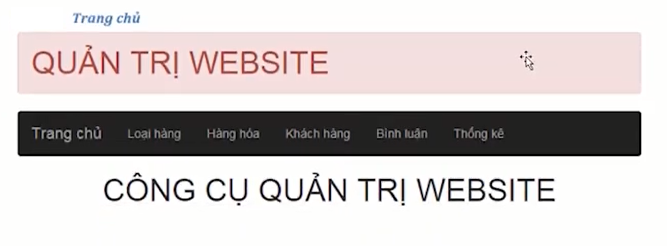 Trang chủ
QUẢN TRỊ WEBSITE
Trang chủ Loại hàng Hàng hóa Khách hàng Bình luận Thống kê
CÔNG CỤ QUẢN TRỊ WEBSITE